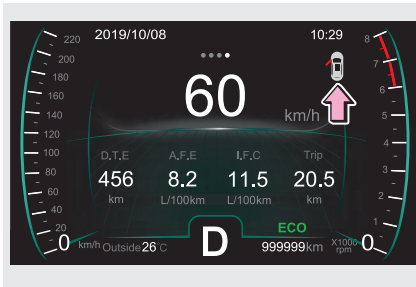 2019/10/08 10:29
220
200
180
160
140
120
100
80
60
40
20
0
km/h
60
km/h
8
7
6
5
4
3
2
1
0
X1000
rpm
D.T.E A.F.E I.F.C Trip
456 8.2 11.5 20.5
km L/100km L/100km km
ECO
Outside 26°C D 999999km